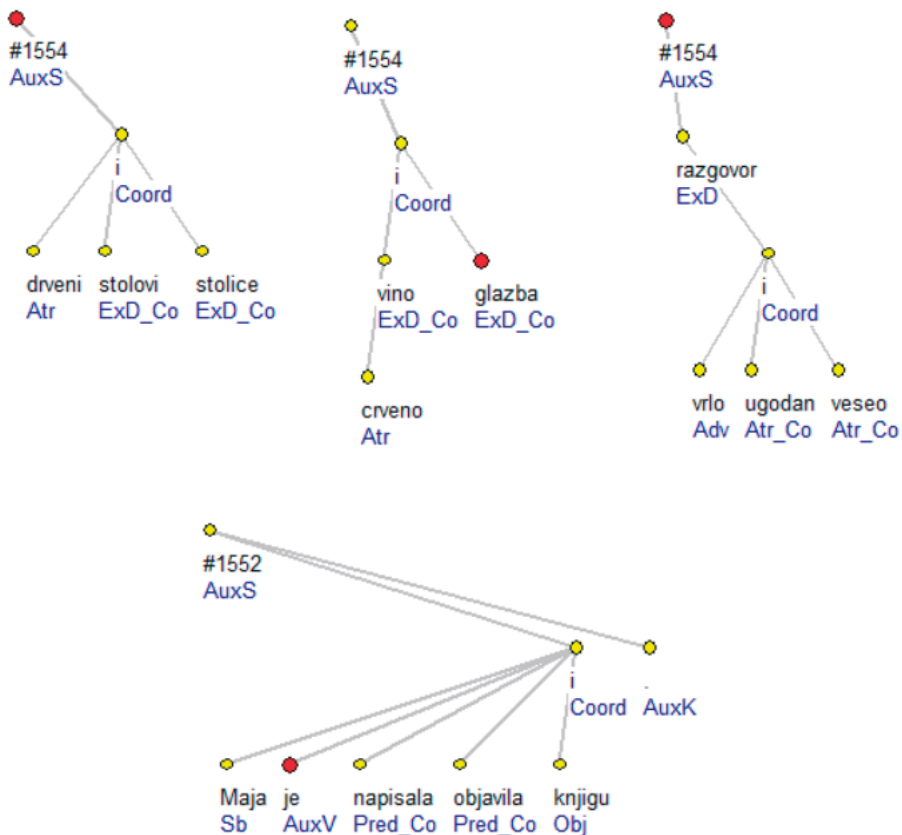 #1554
AuxS
i
Coord
drveni stolovi stolice
Atr ExD_Co ExD_Co
#1554
AuxS
i
Coord
vino glazba
ExD_Co ExD_Co
crveno
Atr
#1554
AuxS
razgovor
ExD
i
Coord
vrlo ugodan veseo
Adv Atr_Co Atr_Co
#1552
AuxS
i .
Coord AuxK
Maja je napisala objavila knjigu
Sb AuxV Pred_Co Pred_Co Obj